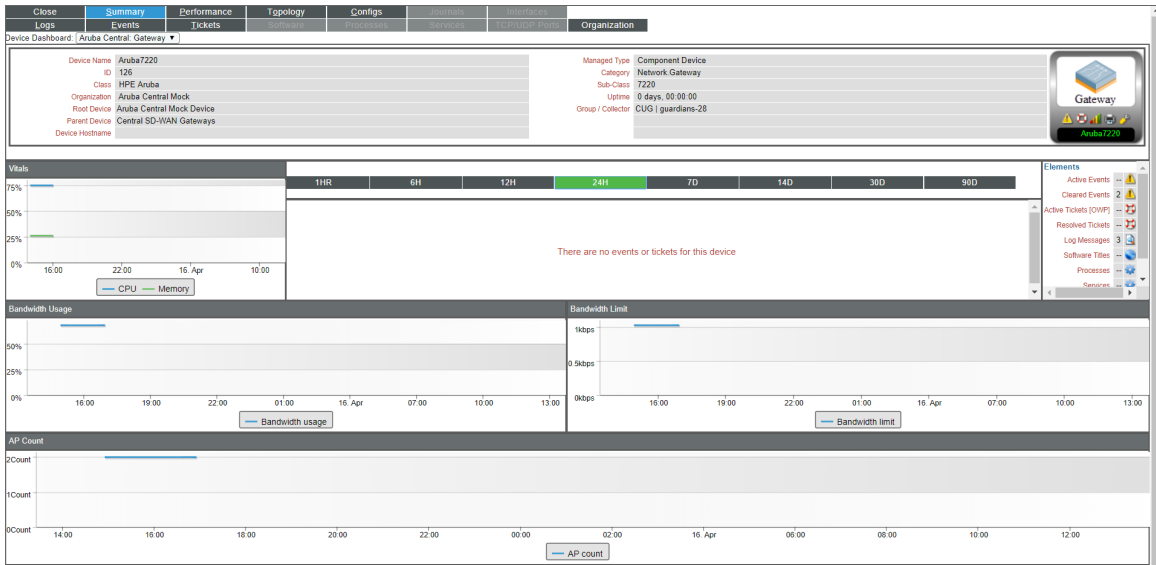 Close Summary Performance Topology Configs Journals Interfaces
Logs Events Tickets Software Processes Services TCP/UDP Ports Organization
Device Dashboard: Aruba Central: Gateway ▼
Device Name Aruba7220 Managed Type Component Device
ID 126 Category Network.Gateway
Class HPE Aruba Sub-Class 7220
Organization Aruba Central Mock Uptime 0 days, 00:00:00
Root Device Aruba Central Mock Device Group / Collector CUG | guardians-28
Parent Device Central SD-WAN Gateways
Device Hostname
Gateway
Aruba7220
Vitals
75%
50%
25%
0%
16:00 22:00 16. Apr 10:00
CPU Memory
1HR 6H 12H 24H 7D 14D 30D 90D
There are no events or tickets for this device
Elements
Active Events --
Cleared Events 2
Active Tickets [OWP] --
Resolved Tickets --
Log Messages 3
Software Titles --
Processes --
Services --
Bandwidth Usage
50%
25%
0%
16:00 19:00 22:00 01:00 16. Apr 07:00 10:00 13:00
Bandwidth usage
Bandwidth Limit
1kbps
0.5kbps
0kbps
16:00 19:00 22:00 01:00 16. Apr 07:00 10:00 13:00
Bandwidth limit
AP Count
2Count
1Count
0Count
14:00 16:00 18:00 20:00 22:00 00:00 02:00 16. Apr 06:00 08:00 10:00 12:00
AP count